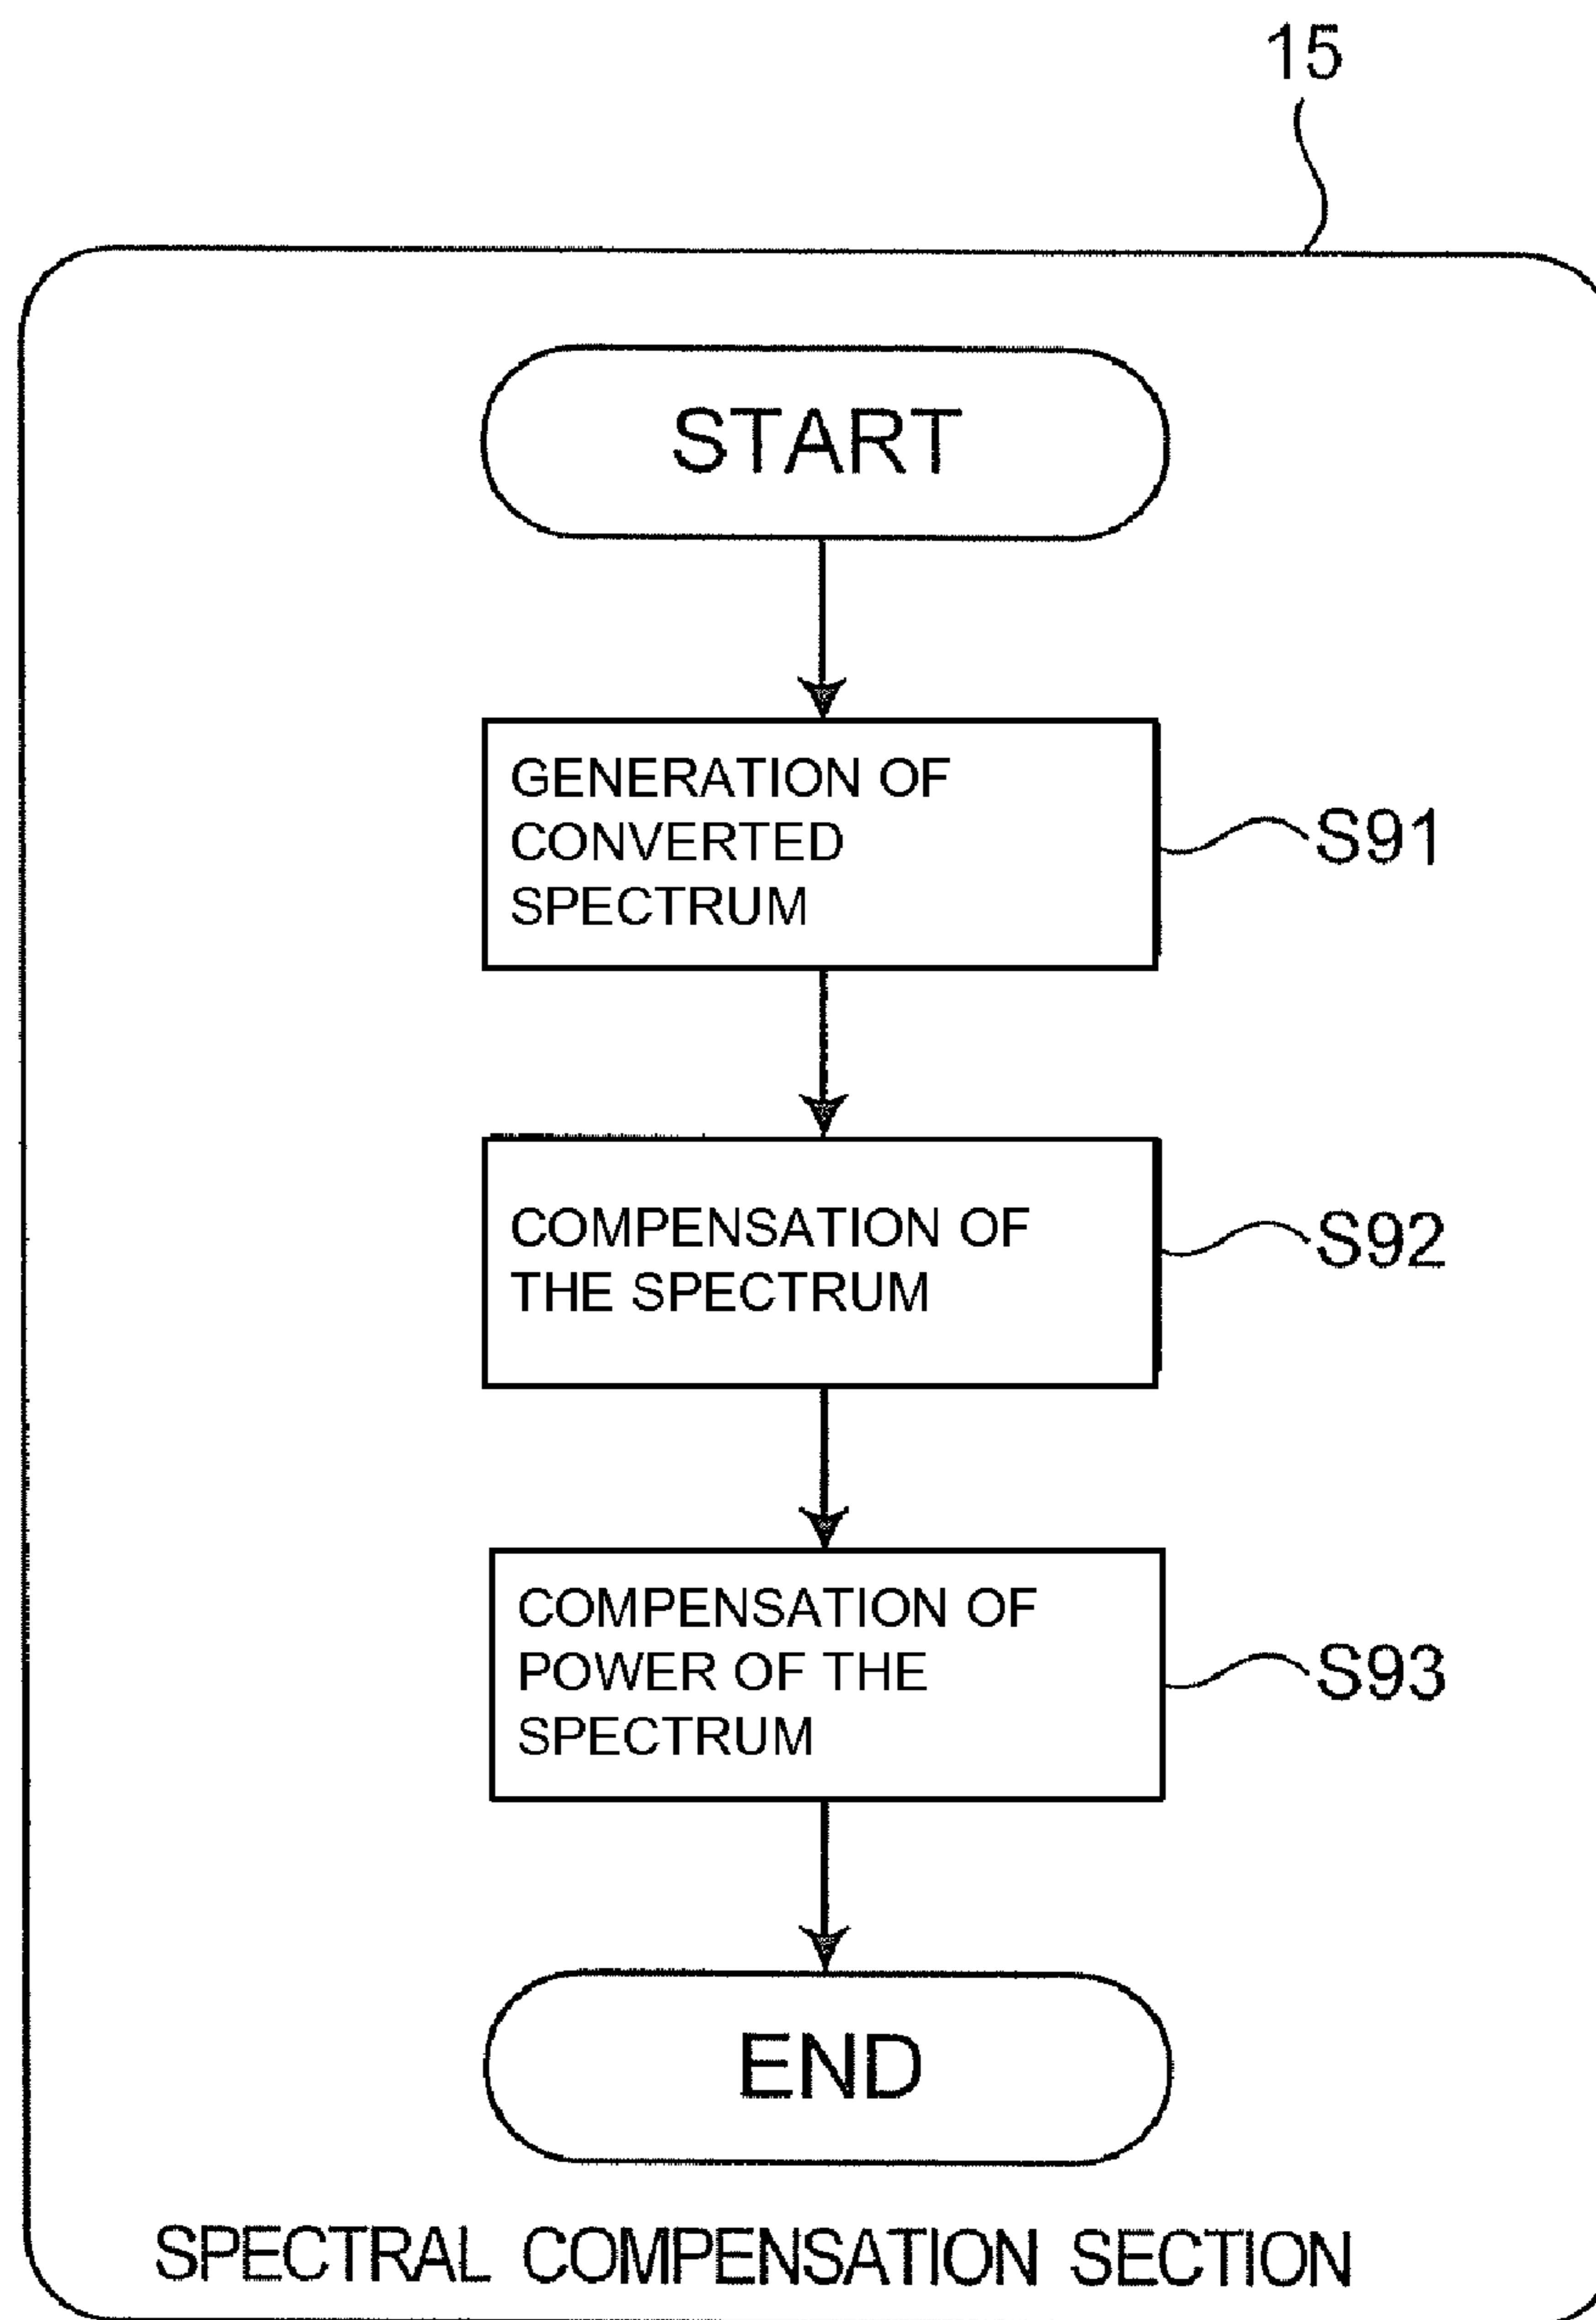 15
START
GENERATION OF
CONVERTED
SPECTRUM
S91
COMPENSATION OF
THE SPECTRUM
S92
COMPENSATION OF
POWER OF THE
SPECTRUM
S93
END
SPECTRAL COMPENSATION SECTION